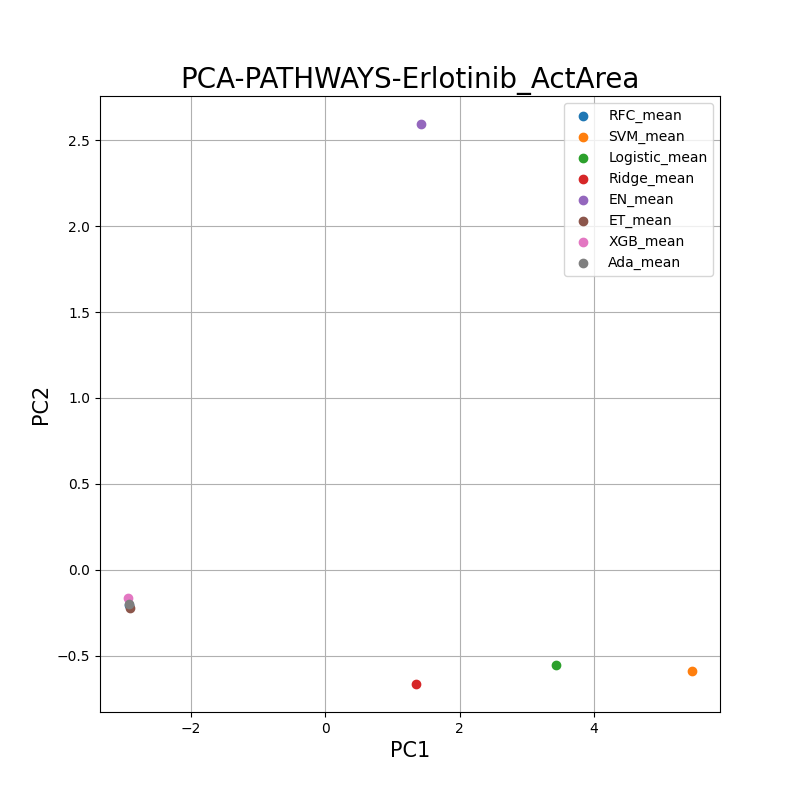 PCA-PATHWAYS-Erlotinib_ActArea
RFC_mean
SVM_mean
Logistic_mean
Ridge_mean
EN_mean
ET_mean
XGB_mean
Ada_mean
2.5
2.0
1.5
1.0
0.5
0.0
−0.5
PC2
−2
0
2
4
PC1